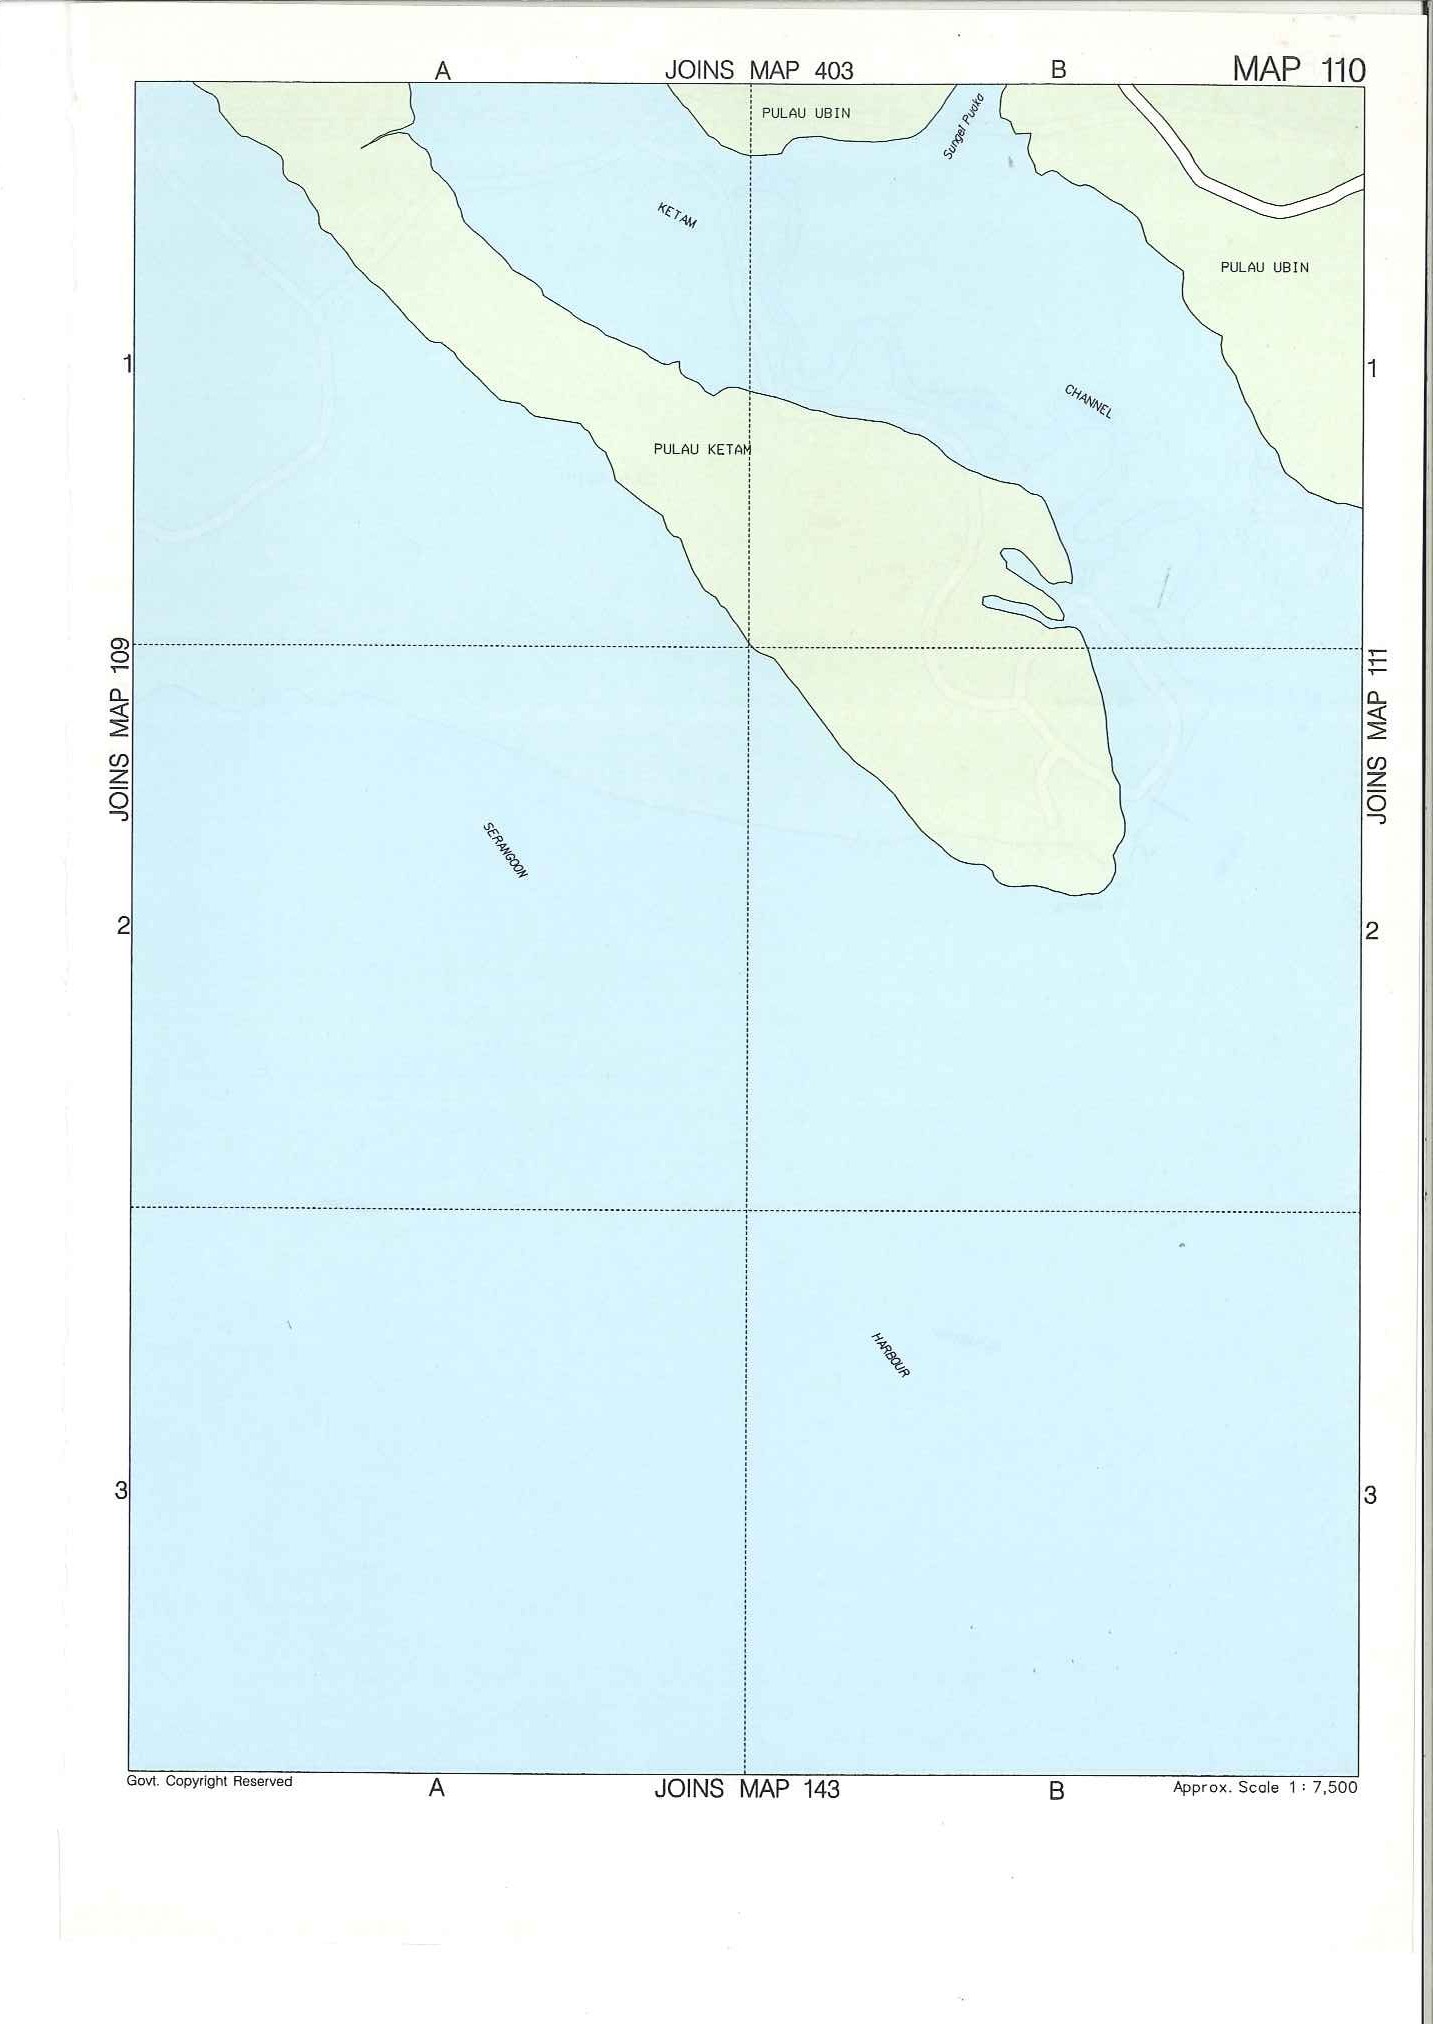 A
JOINS MAP 403
B
MAP 110
PULAU UBIN
Sungei Puaka
KETAM
PULAU UBIN
1
1
CHANNEL
PULAU KETAM
JOINS MAP 109
JOINS MAP 111
SERANGOON
2
2
HARBOUR
3
3
Govt. Copyright Reserved
A
JOINS MAP 143
B
Approx. Scale 1 : 7,500